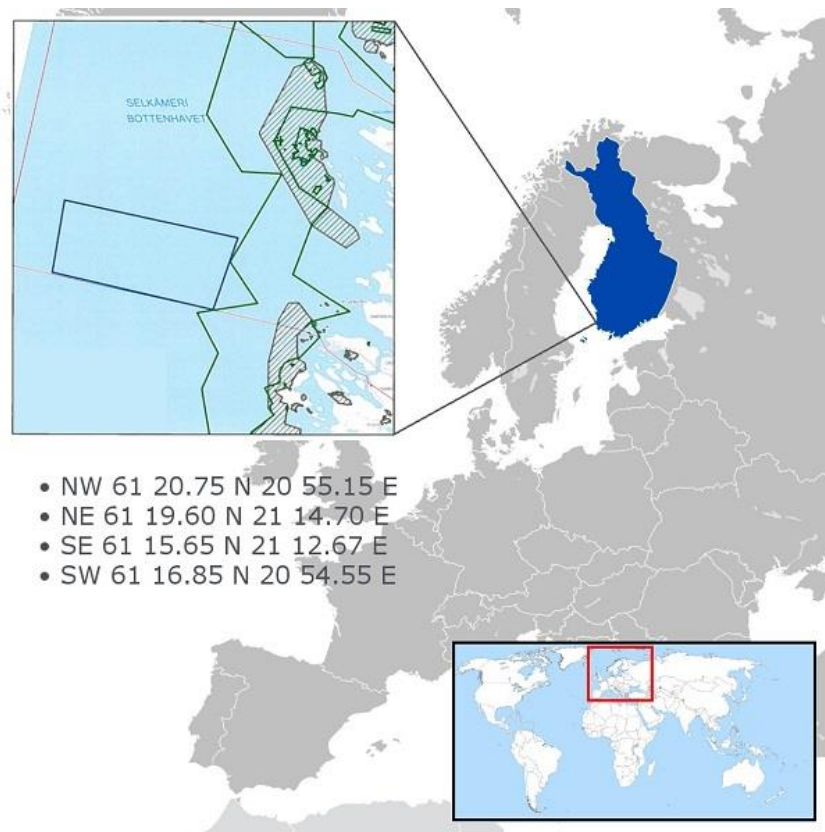 SELKÄMERI
BOTTENHAVET
• NW 61 20.75 N 20 55.15 E
• NE 61 19.60 N 21 14.70 E
• SE 61 15.65 N 21 12.67 E
• SW 61 16.85 N 20 54.55 E